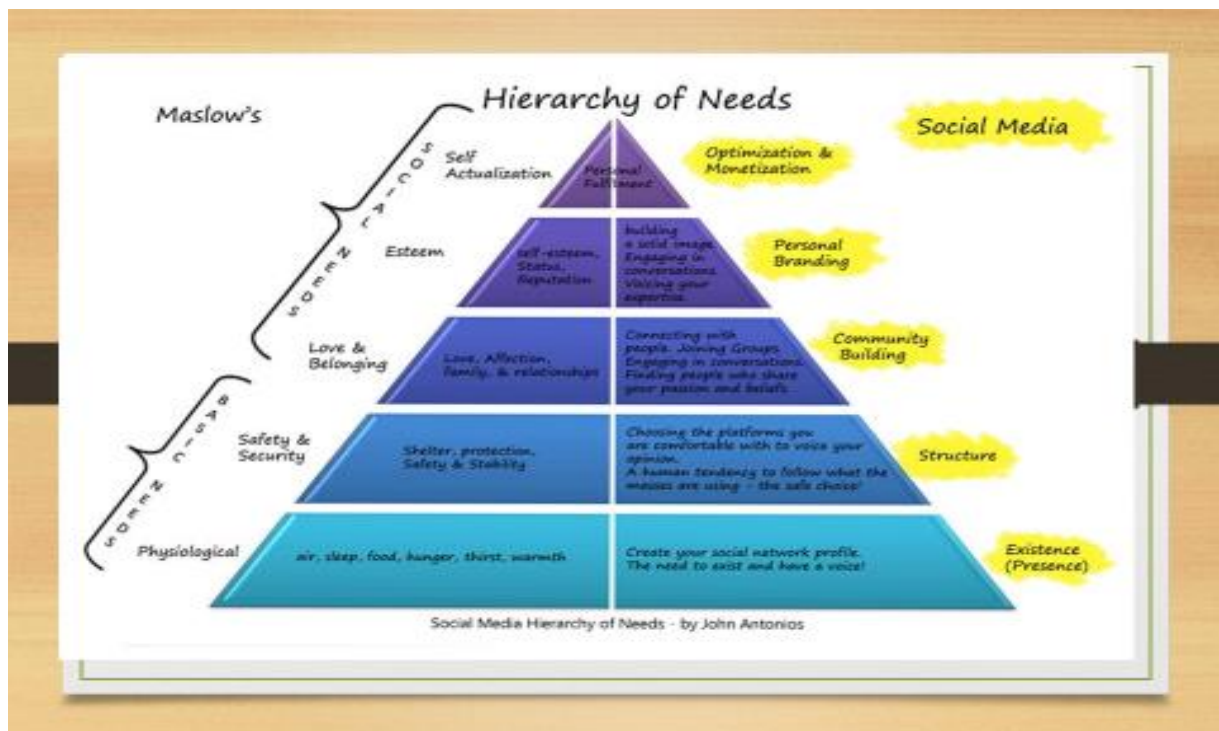 Hierarchy of Needs
Maslow's
Social Media
SOCIAL NEEDS
Self
Actualization
Personal
Fulfilment
Optimization &
Monetization
Esteem
self-esteem,
Status,
Reputation
building
a solid image.
Engaging in
conversations.
Voicing your
expertise.
Personal
Branding
Love &
Belonging
Love, Affection,
family, & relationships
Connecting with
people. Joining Groups.
Engaging in conversations.
Finding people who share
your passion and beliefs
Community
Building
BASIC NEEDS
Safety &
Security
Shelter, protection,
Safety & Stability
Choosing the platforms you
are comfortable with to voice your
opinion.
A human tendency to follow what the
masses are using - the safe choice!
Structure
Physiological
air, sleep, food, hunger, thirst, warmth
Create your social network profile.
The need to exist and have a voice!
Existence
(Presence)
Social Media Hierarchy of Needs - by John Antonios